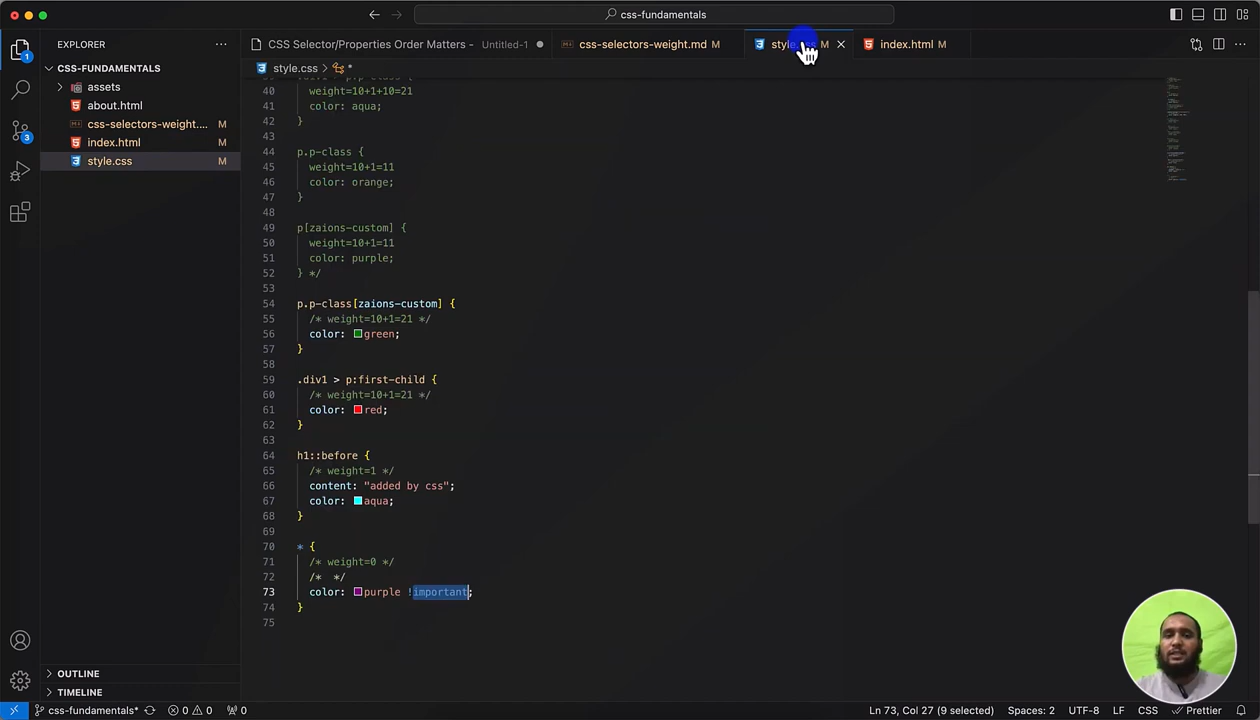 css-fundamentals
EXPLORER
CSS Selector/Properties Order Matters - Untitled-1
css-selectors-weight.md M
M
index.html M
CSS-FUNDAMENTALS
style.css > *
assets
about.html
css-selectors-weight.... M
index.html M
style.css M
40 weight=10+1+10=21
41 color: aqua;
42 }
43
44 p.p-class {
45 weight=10+1=11
46 color: orange;
47 }
48
49 p[zaions-custom] {
50 weight=10+1=11
51 color: purple;
52 } */
53
54 p.p-class[zaions-custom] {
55 /* weight=10+1=21 */
56 color: green;
57 }
58
59 .div1 > p:first-child {
60 /* weight=10+1=21 */
61 color: red;
62 }
63
64 h1::before {
65 /* weight=1 */
66 content: "added by css";
67 color: aqua;
68 }
69
70 * {
71 /* weight=0 */
72 /*  */
73 color: purple !important;
74 }
75
OUTLINE
TIMELINE
1
3
css-fundamentals* 0 0 0 Ln 73, Col 27 (9 selected) Spaces: 2 UTF-8 LF CSS Prettier